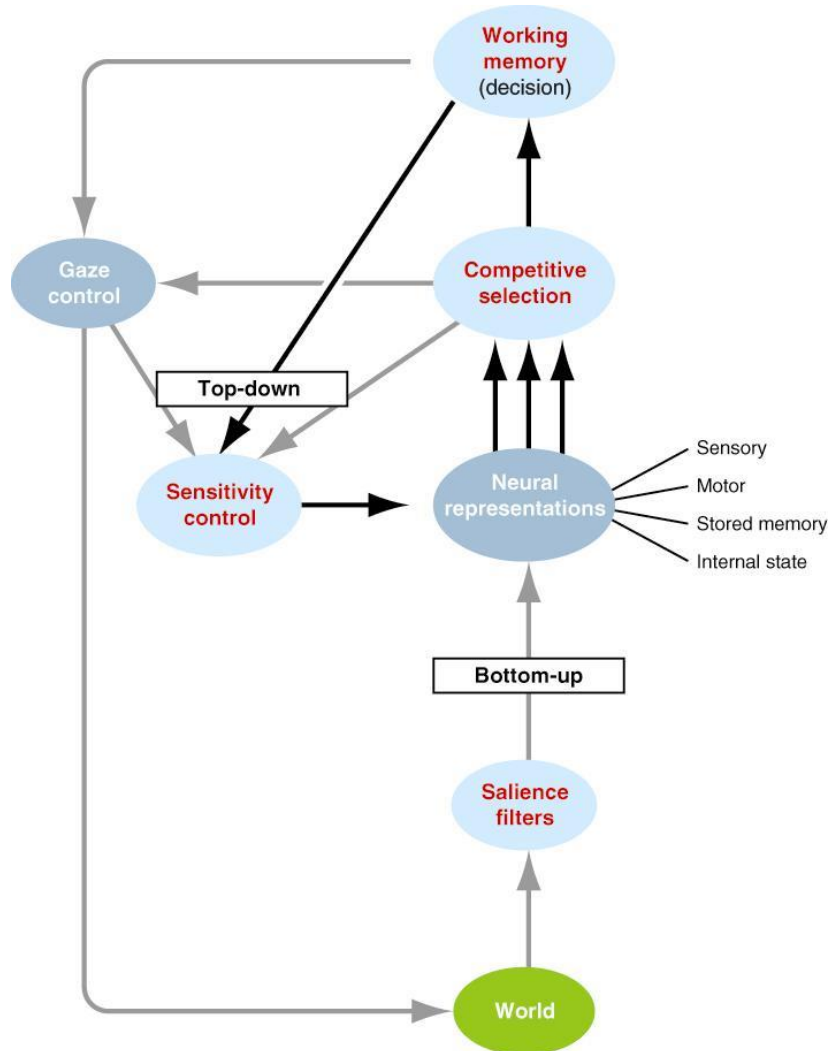 Working
memory
(decision)
Gaze
control
Competitive
selection
Top-down
Sensitivity
control
Neural
representations
Sensory
Motor
Stored memory
Internal state
Bottom-up
Salience
filters
World